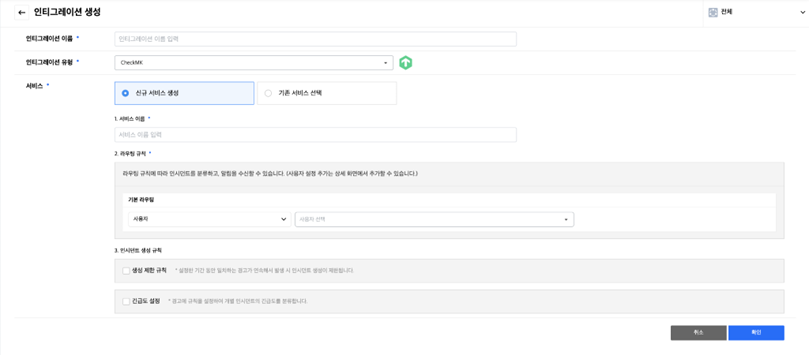 인티그레이션 생성
전체
인티그레이션 이름 *
인티그레이션 이름 입력
인티그레이션 유형 *
CheckMK
서비스 *
신규 서비스 생성
기존 서비스 선택
1. 서비스 이름 *
서비스 이름 입력
2. 라우팅 규칙 *
라우팅 규칙에 따라 인시던트를 분류하고, 알림을 수신할 수 있습니다. (사용자 설정 추가는 상세 화면에서 추가할 수 있습니다.)
기본 라우팅
사용자
사용자 선택
3. 인시던트 생성 규칙
생성 제한 규칙 * 설정된 기간 동안 일치하는 경고가 연속해서 발생 시 인시던트 생성이 제한됩니다.
긴급도 설정 * 경고에 규칙을 설정하여 개별 인시던트의 긴급도를 분류합니다.
취소
확인